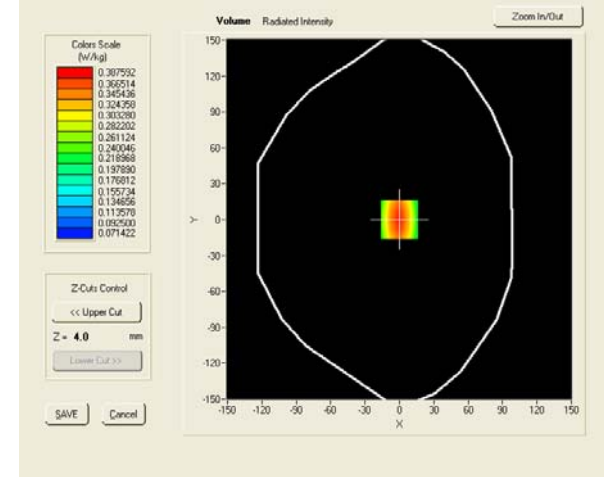 Volume Radiated Intensity
Zoom In/Out
Colors Scale
(W/kg)
0.387592
0.366514
0.345436
0.324358
0.303280
0.282202
0.261124
0.240046
0.218968
0.197890
0.176812
0.155734
0.134656
0.113578
0.092500
0.071422
Z-Cuts Control
<< Upper Cut
Z = 4.0 mm
Lower Cut >>
SAVE Cancel
150
120
90
60
30
0
-30
-60
-90
-120
-150
Y
-150 -120 -90 -60 -30 0 30 60 90 120 150
X